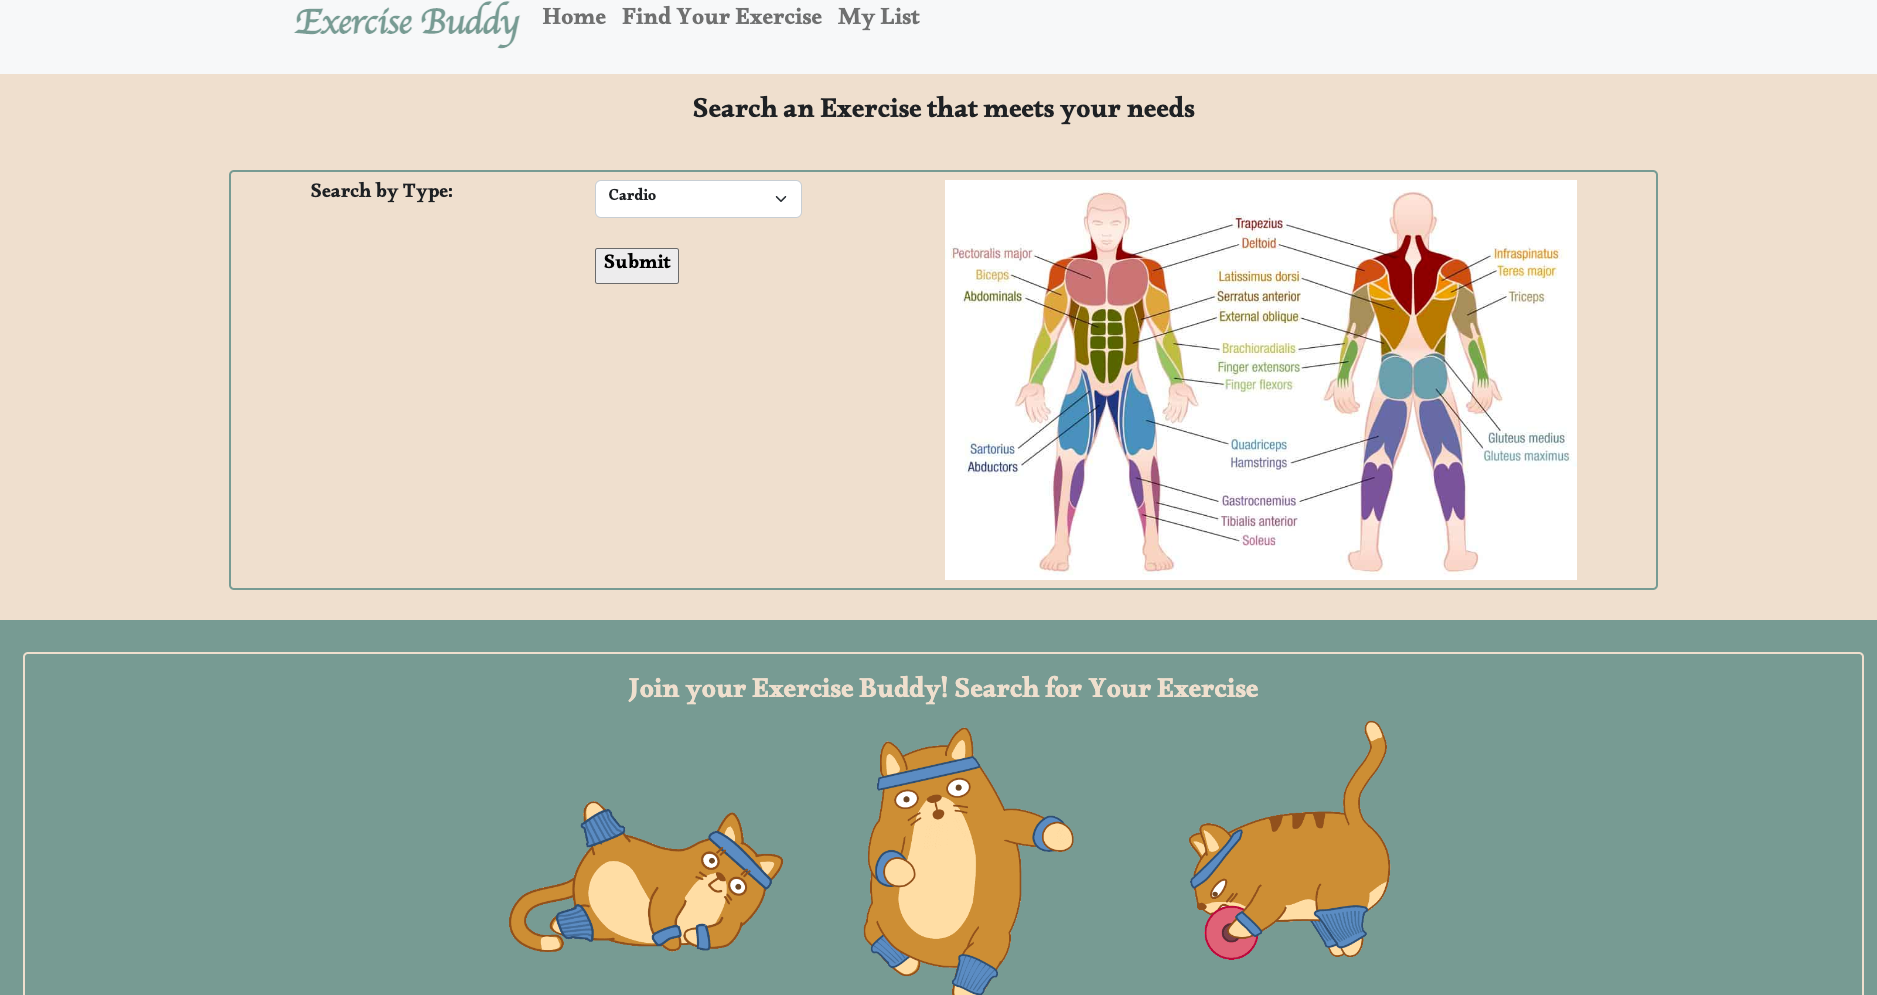 Exercise Buddy Home Find Your Exercise My List
Search an Exercise that meets your needs
Search by Type:
Cardio
Submit
Trapezius
Deltoid
Pectoralis major
Biceps
Abdominals
Latissimus dorsi
Serratus anterior
External oblique
Infraspinatus
Teres major
Triceps
Brachioradialis
Finger extensors
Finger flexors
Sartorius
Abductors
Quadriceps
Hamstrings
Gluteus medius
Gluteus maximus
Gastrocnemius
Tibialis anterior
Soleus
Join your Exercise Buddy! Search for Your Exercise